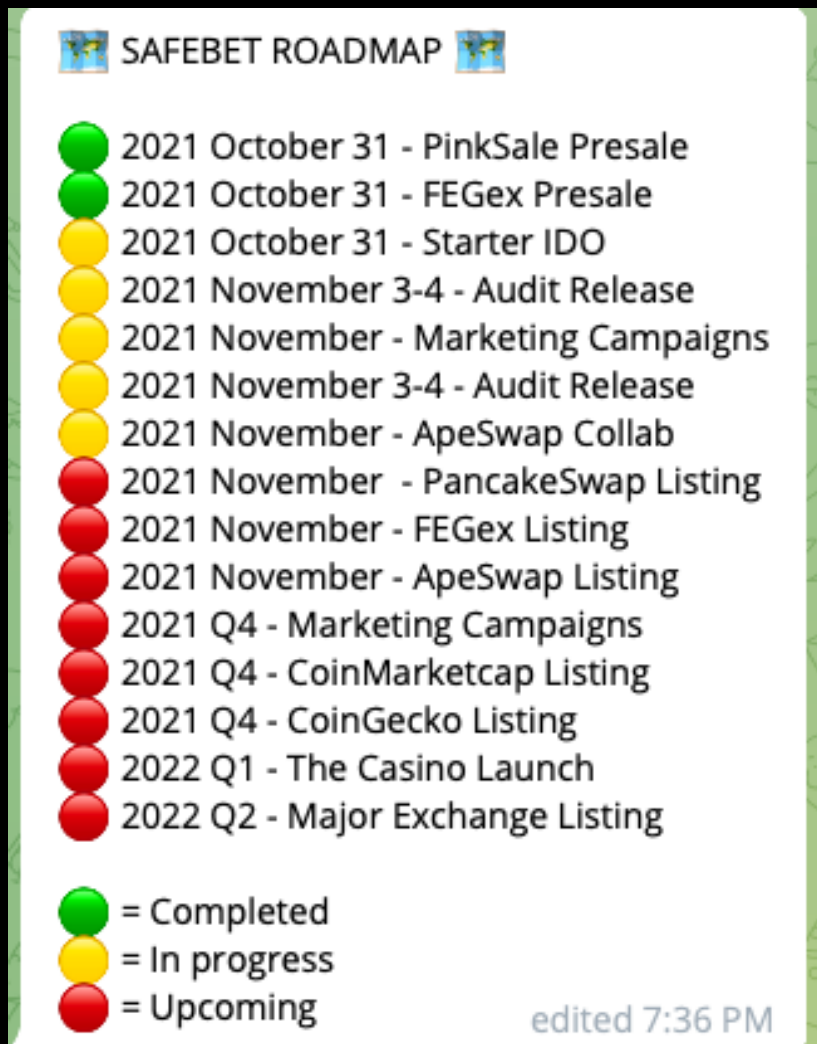 🗺️ SAFEBET ROADMAP 🗺️
🟢 2021 October 31 - PinkSale Presale
🟢 2021 October 31 - FEGex Presale
🟡 2021 October 31 - Starter IDO
🟡 2021 November 3-4 - Audit Release
🟡 2021 November - Marketing Campaigns
🟡 2021 November 3-4 - Audit Release
🟡 2021 November - ApeSwap Collab
🔴 2021 November  - PancakeSwap Listing
🔴 2021 November - FEGex Listing
🔴 2021 November - ApeSwap Listing
🔴 2021 Q4 - Marketing Campaigns
🔴 2021 Q4 - CoinMarketcap Listing
🔴 2021 Q4 - CoinGecko Listing
🔴 2022 Q1 - The Casino Launch
🔴 2022 Q2 - Major Exchange Listing
🟢 = Completed
🟡 = In progress
🔴 = Upcoming
edited 7:36 PM